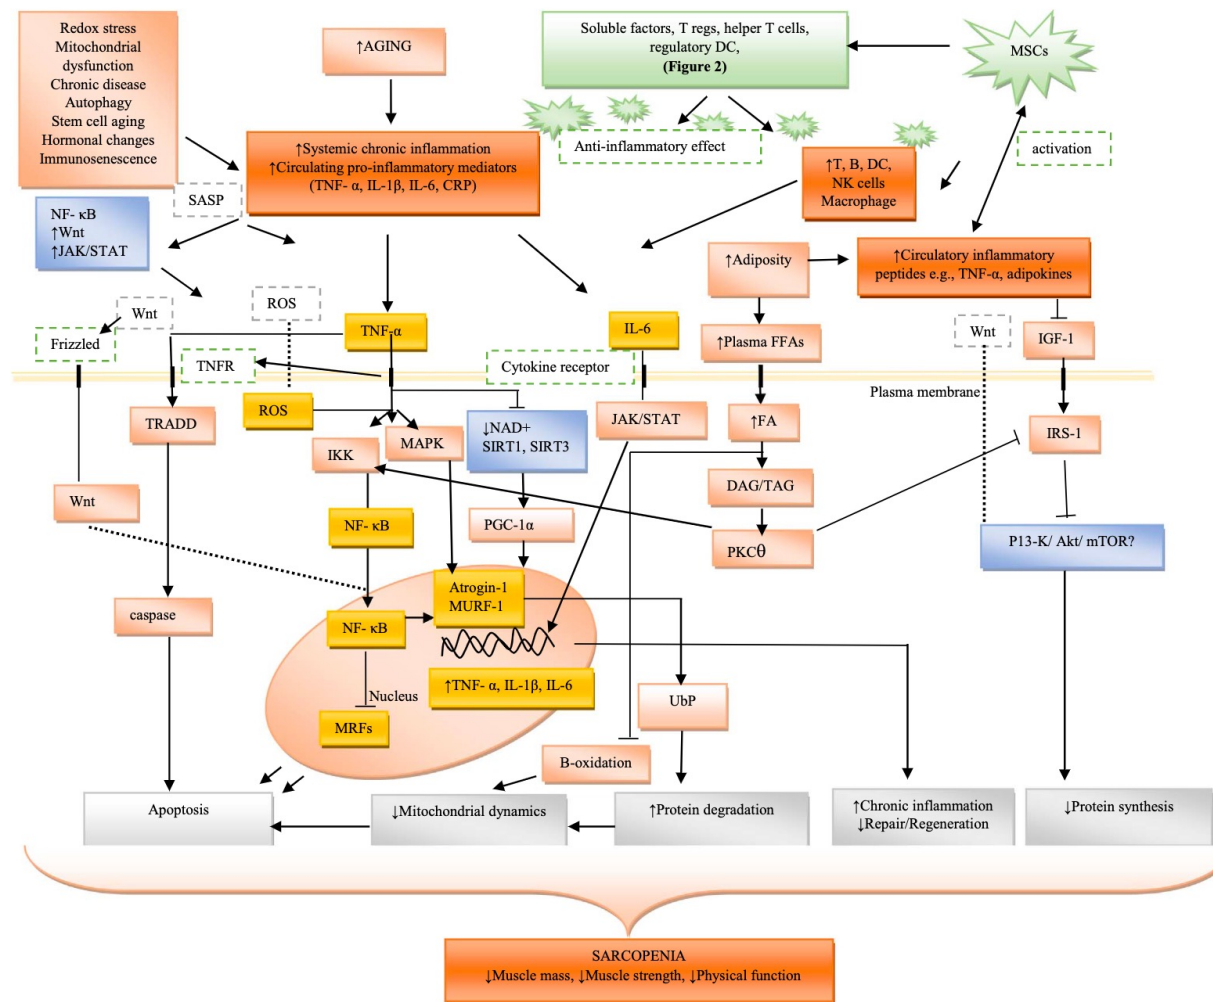 Redox stress
Mitochondrial
dysfunction
Chronic disease
Autophagy
Stem cell aging
Hormonal changes
Immunosenescence
↑AGING
Soluble factors, T regs, helper T cells,
regulatory DC,
(Figure 2)
MSCs
↑Systemic chronic inflammation
↑Circulating pro-inflammatory mediators
(TNF- α, IL-1β, IL-6, CRP)
Anti-inflammatory effect
activation
↑T, B, DC,
NK cells
Macrophage
SASP
NF- κB
↑Wnt
↑JAK/STAT
↑Adiposity
↑Circulatory inflammatory
peptides e.g., TNF-α, adipokines
Wnt
ROS
Frizzled
TNF-α
IL-6
↑Plasma FFAs
Wnt
IGF-1
TNFR
Cytokine receptor
Plasma membrane
ROS
TRADD
IKK
MAPK
↓NAD+
SIRT1, SIRT3
JAK/STAT
↑FA
IRS-1
Wnt
DAG/TAG
NF- κB
PGC-1α
PKCθ
P13-K/ Akt/ mTOR?
caspase
Atrogin-1
MURF-1
NF- κB
↑TNF- α, IL-1β, IL-6
Nucleus
MRFs
UbP
B-oxidation
Apoptosis
↓Mitochondrial dynamics
↑Protein degradation
↑Chronic inflammation
↓Repair/Regeneration
↓Protein synthesis
SARCOPENIA
↓Muscle mass, ↓Muscle strength, ↓Physical function